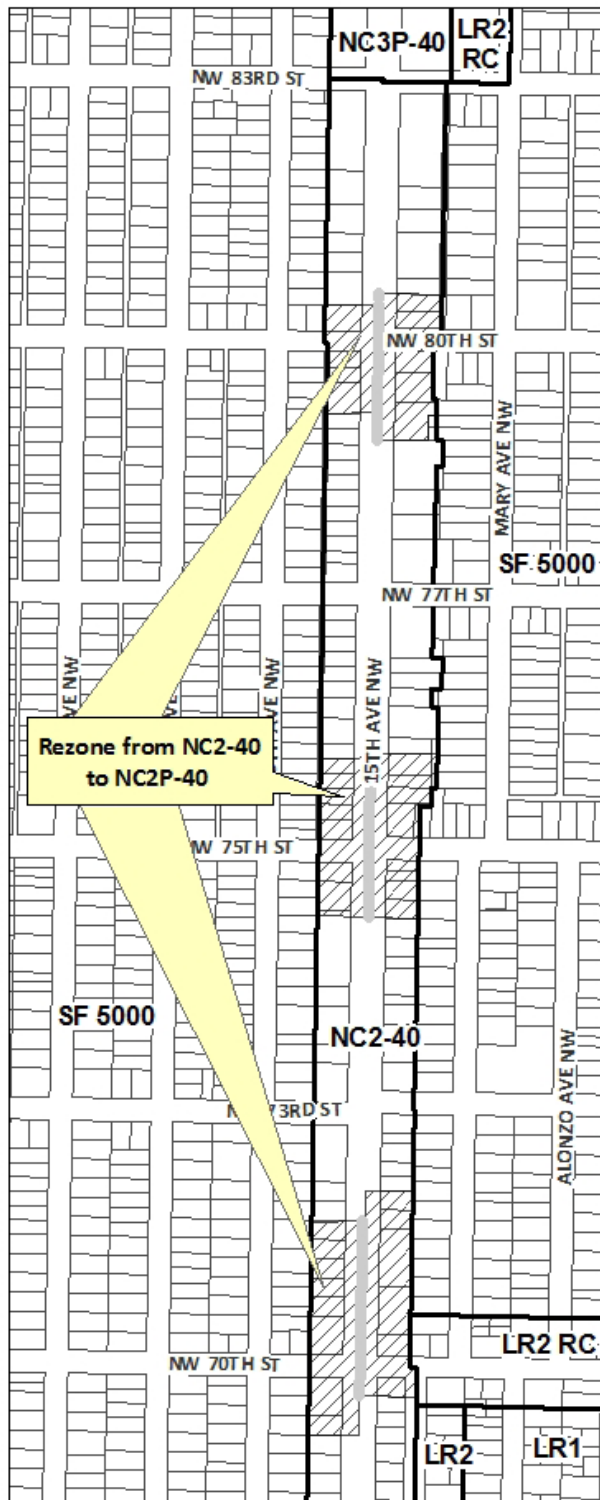 NC3P-40
LR2
RC
NW 83RD ST
NW 80TH ST
MARY AVE NW
SF 5000
NW 77TH ST
AVE NW
AVE NW
15TH AVE NW
Rezone from NC2-40
to NC2P-40
NW 75TH ST
SF 5000
NC2-40
ALONZO AVE NW
73RD ST
LR2 RC
NW 70TH ST
LR2
LR1